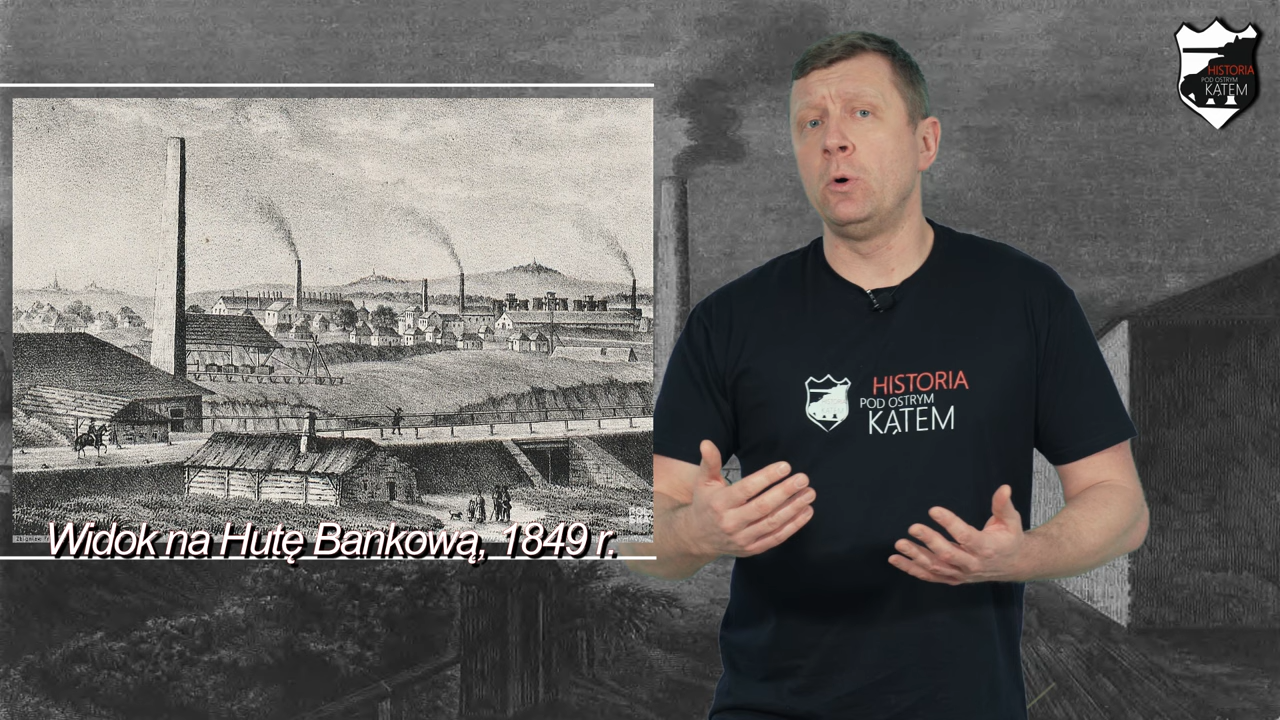 HISTORIA
POD OSTRYM
KĄTEM
HISTORIA
POD OSTRYM
KĄTEM
Widok na Hutę Bankową, 1849 r.